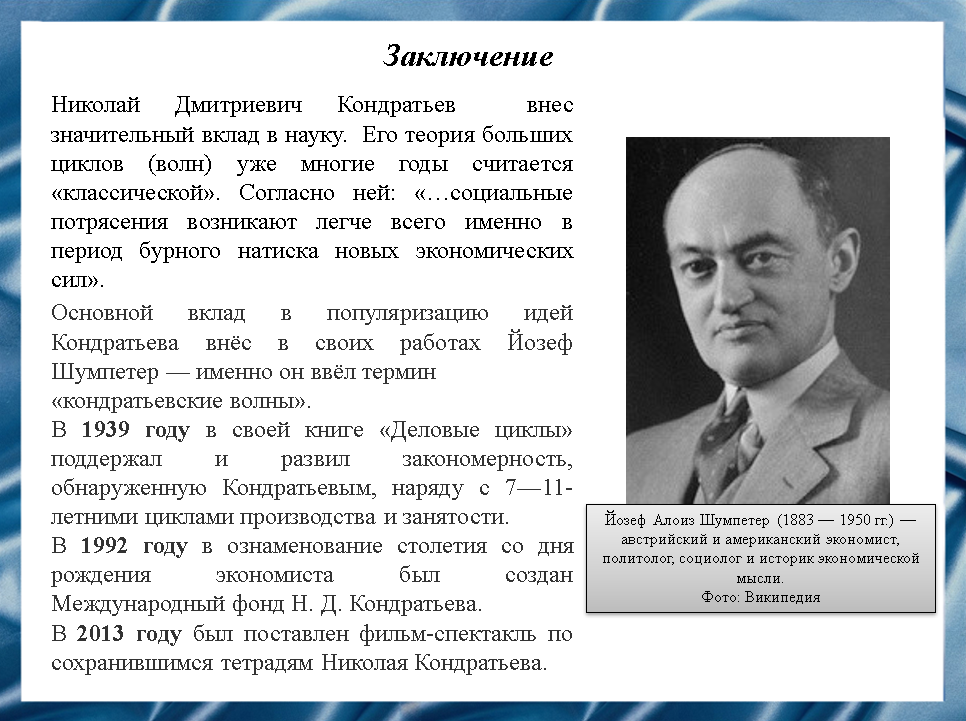 Заключение
Николай Дмитриевич Кондратьев внес
значительный вклад в науку. Его теория больших
циклов (волн) уже многие годы считается
«классической». Согласно ней: «…социальные
потрясения возникают легче всего именно в
период бурного натиска новых экономических
сил».
Основной вклад в популяризацию идей
Кондратьева внёс в своих работах Йозеф
Шумпетер — именно он ввёл термин
«кондратьевские волны».
В 1939 году в своей книге «Деловые циклы»
поддержал и развил закономерность,
обнаруженную Кондратьевым, наряду с 7—11-
летними циклами производства и занятости.
В 1992 году в ознаменование столетия со дня
рождения экономиста был создан
Международный фонд Н. Д. Кондратьева.
В 2013 году был поставлен фильм-спектакль по
сохранившимся тетрадям Николая Кондратьева.
Йозеф Алоиз Шумпетер (1883 — 1950 гг.) —
австрийский и американский экономист,
политолог, социолог и историк экономической
мысли.
Фото: Википедия